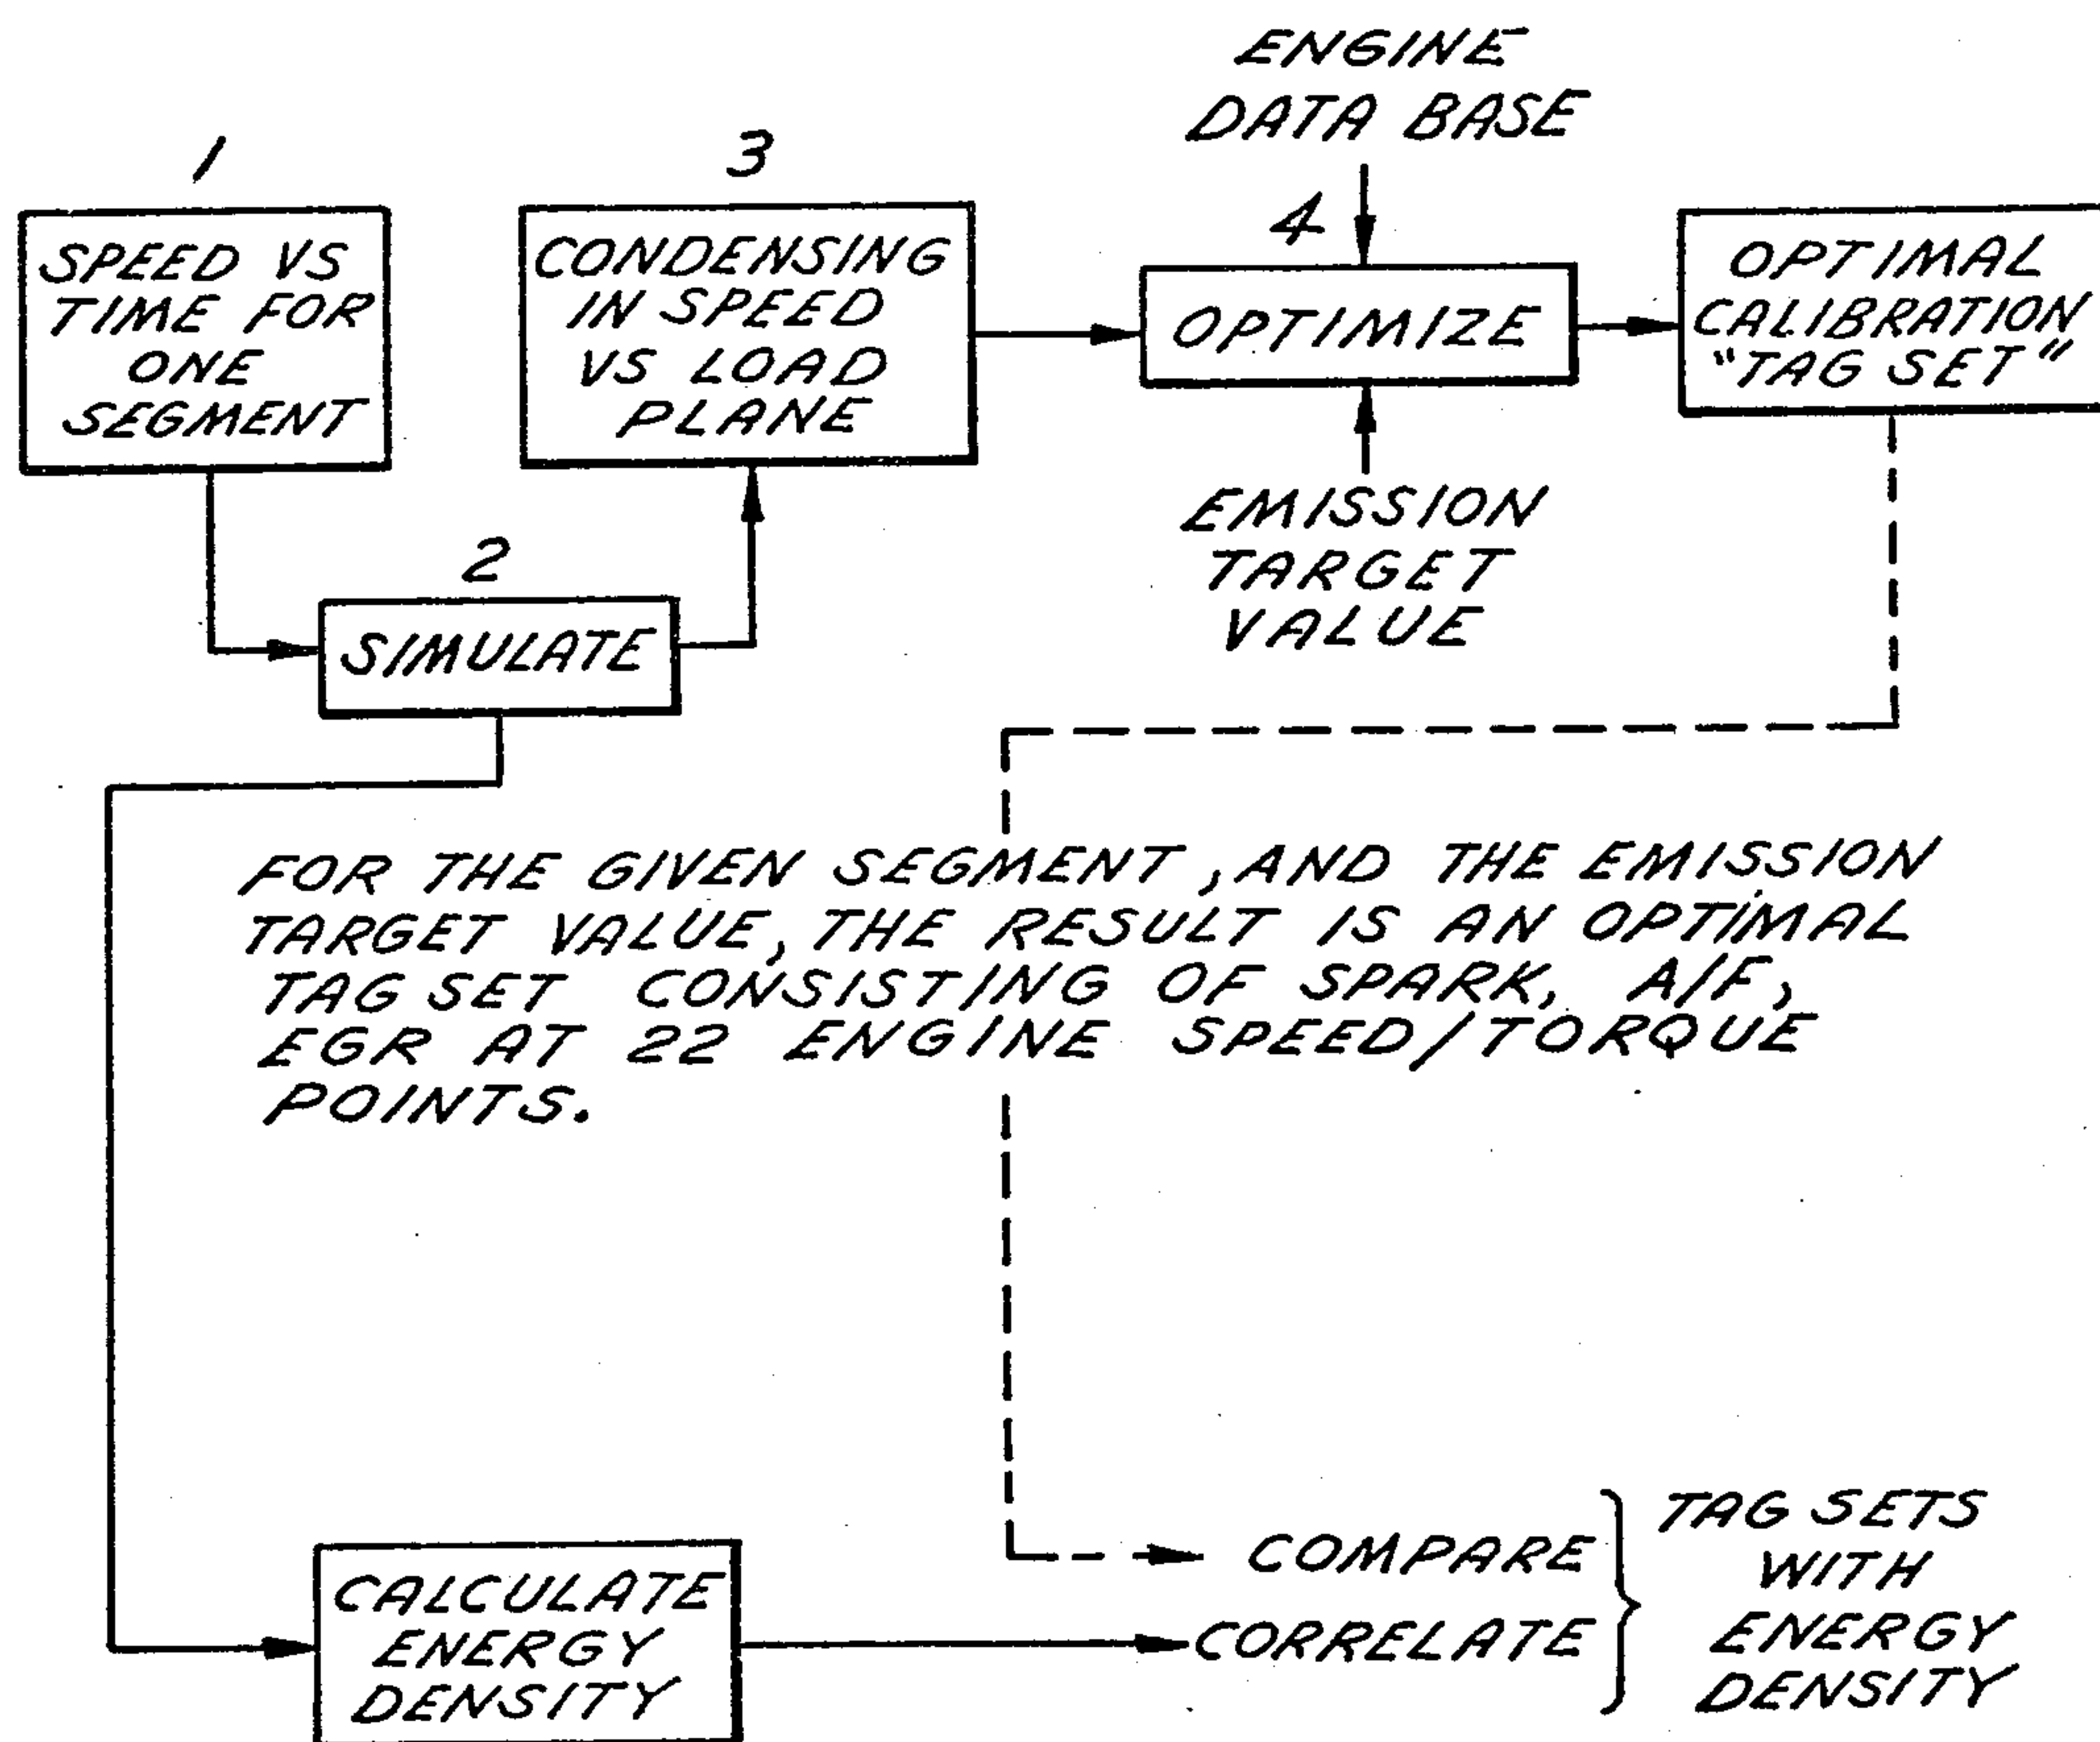 ENGINE
DATA BASE
1
3
4
SPEED VS
TIME FOR
ONE
SEGMENT
CONDENSING
IN SPEED
VS LOAD
PLANE
OPTIMIZE
OPTIMAL
CALIBRATION
"TAG SET"
EMISSION
TARGET
VALUE
2
SIMULATE
FOR THE GIVEN SEGMENT, AND THE EMISSION
TARGET VALUE, THE RESULT IS AN OPTIMAL
TAG SET CONSISTING OF SPARK, A/F,
EGR AT 22 ENGINE SPEED/TORQUE
POINTS.
CALCULATE
ENERGY
DENSITY
COMPARE
CORRELATE
TAG SETS
WITH
ENERGY
DENSITY